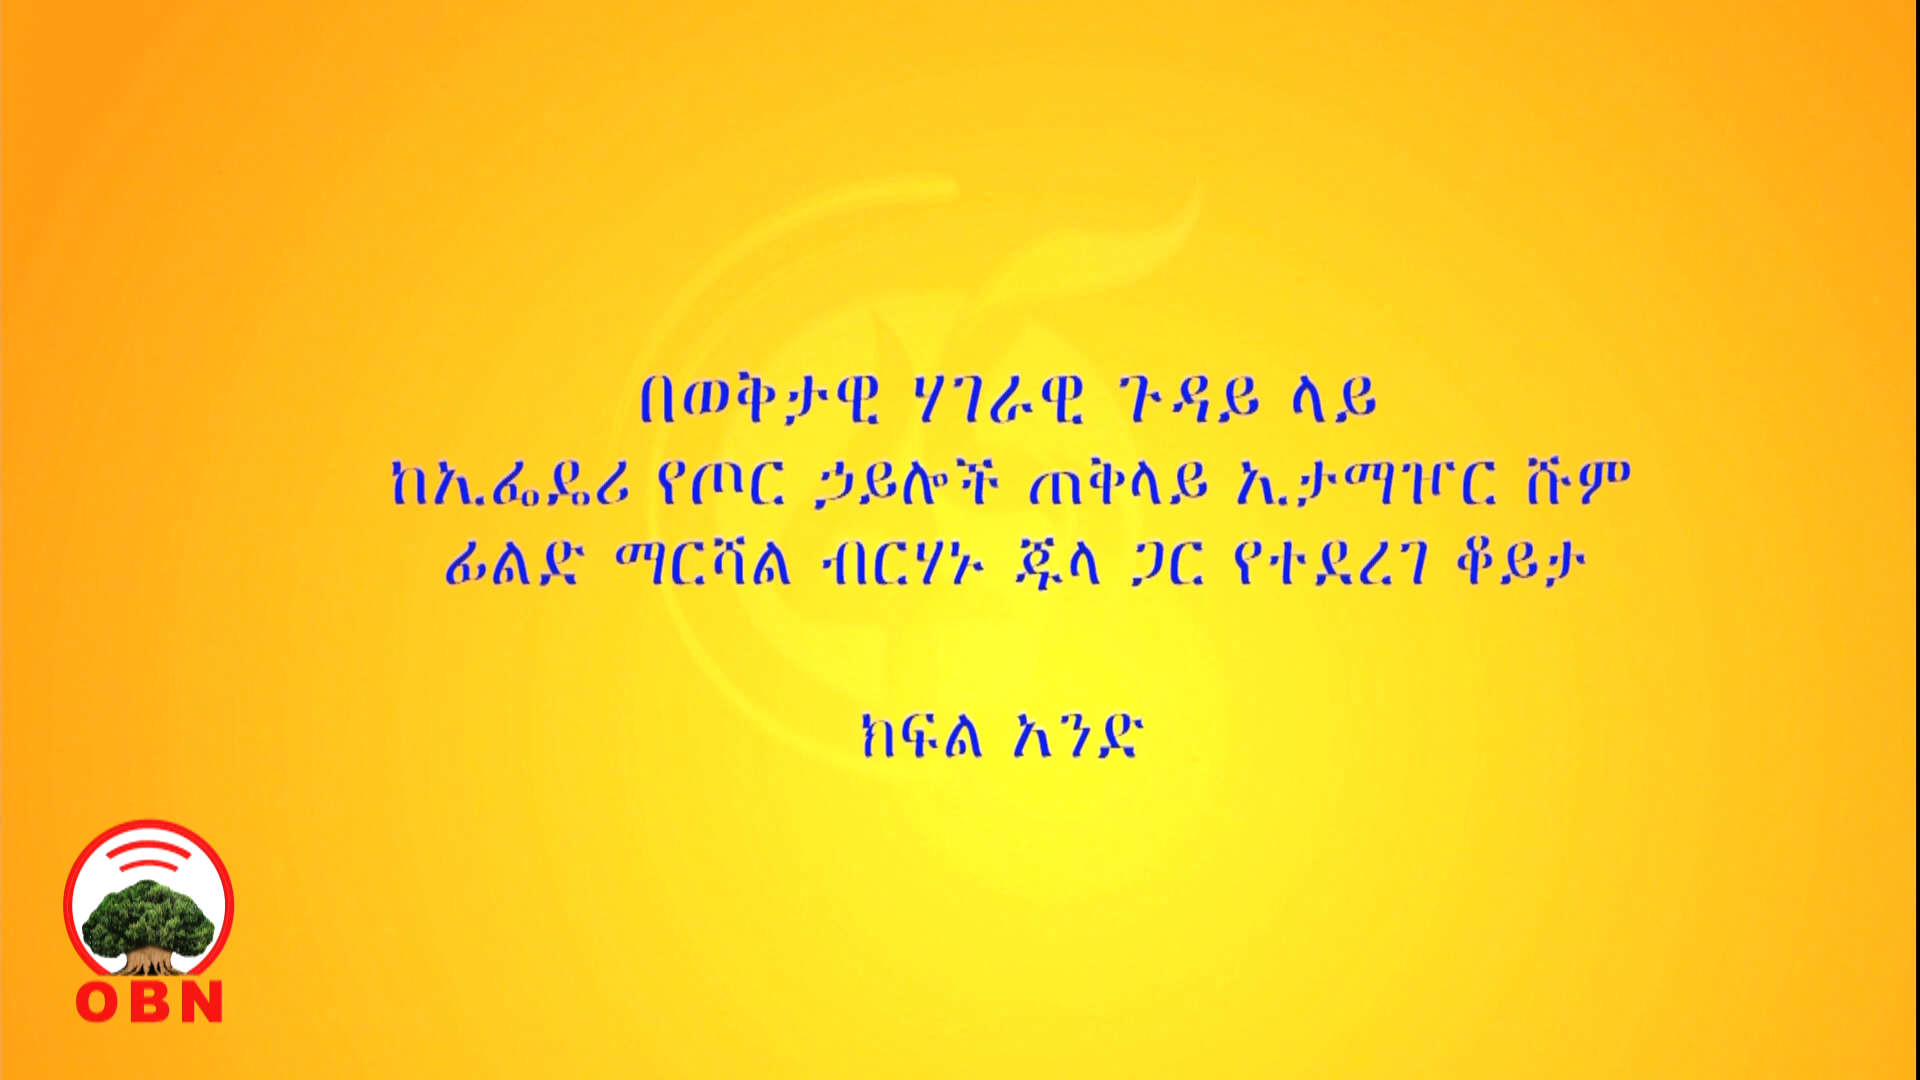 በወቅታዊ ሃገራዊ ጉዳይ ላይ
ከኢ.ፌዴሪ የጦር ኃይሎች ጠቅላይ ኢ.ታማዦር ሹም
ፊልድ ማርሻል ብርሃኑ ጁላ ጋር የተደረገ ቆይታ
ክፍል አንድ
OBN